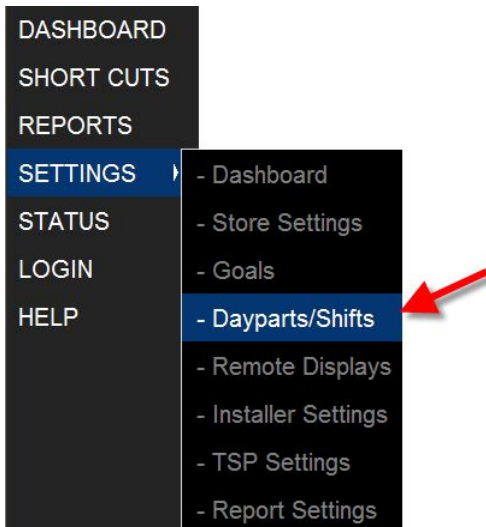 DASHBOARD
SHORT CUTS
REPORTS
SETTINGS
STATUS
LOGIN
HELP
- Dashboard
- Store Settings
- Goals
- Dayparts/Shifts
- Remote Displays
- Installer Settings
- TSP Settings
- Report Settings